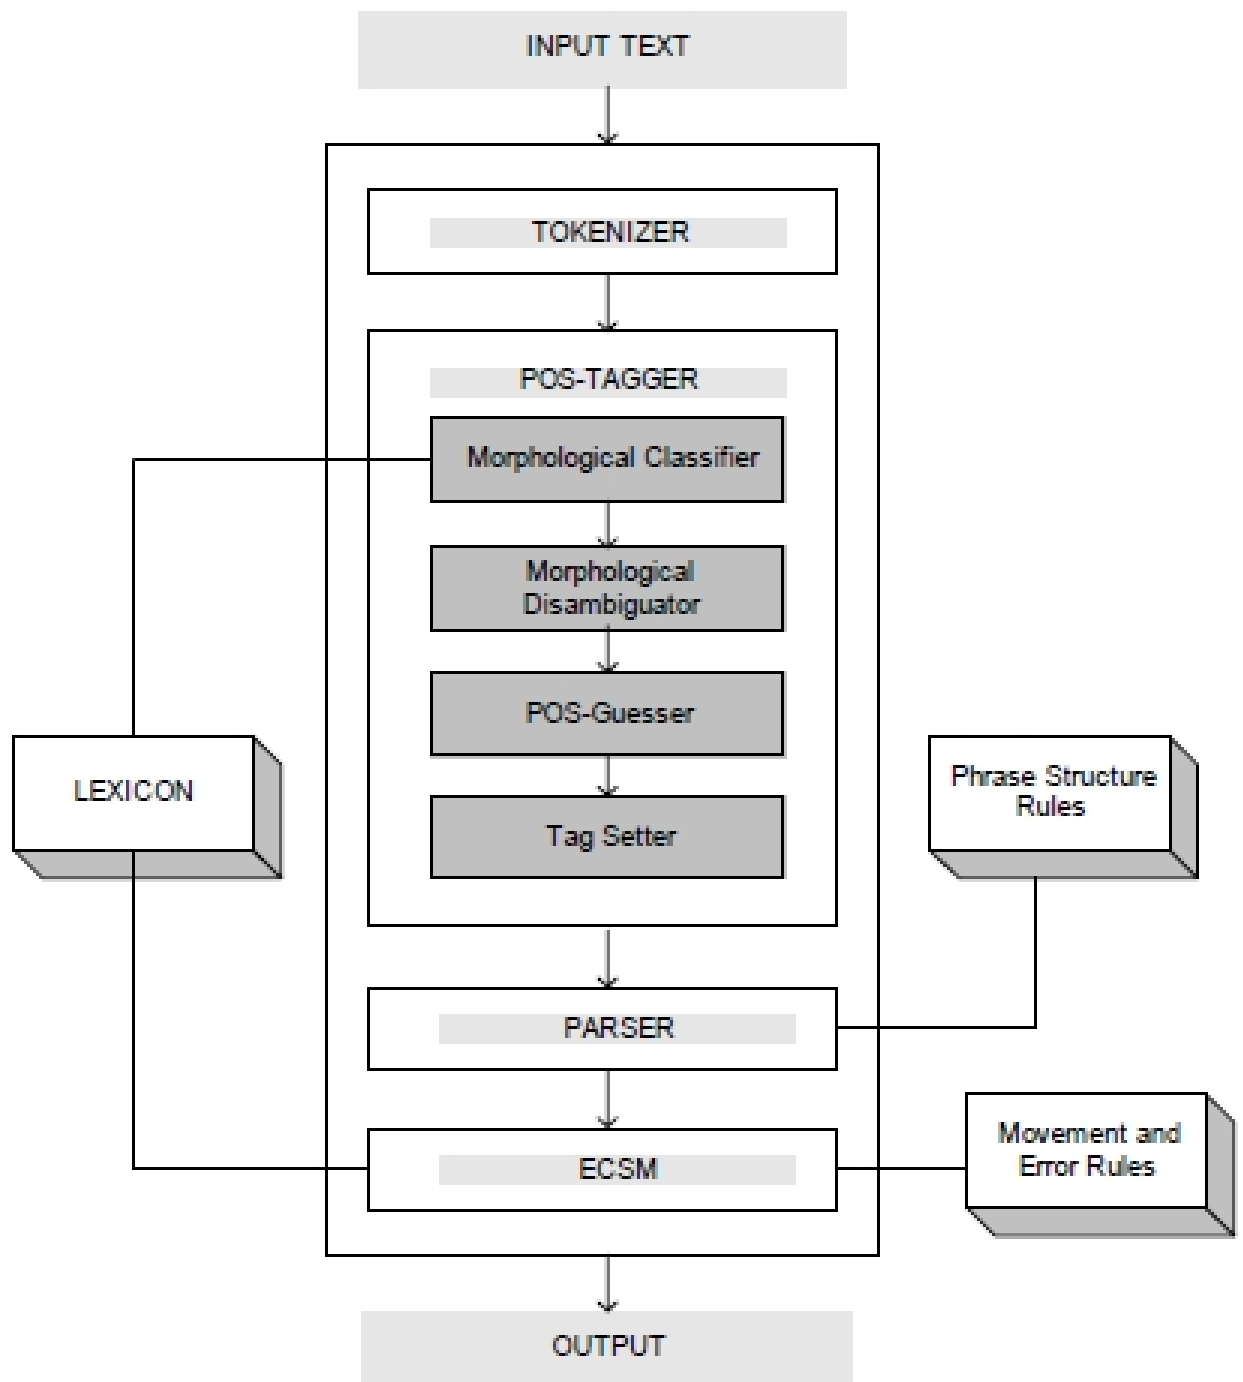 INPUT TEXT
TOKENIZER
POS-TAGGER
Morphological Classifier
Morphological
Disambiguator
POS-Guesser
Tag Setter
LEXICON
Phrase Structure
Rules
PARSER
Movement and
Error Rules
ECSM
OUTPUT